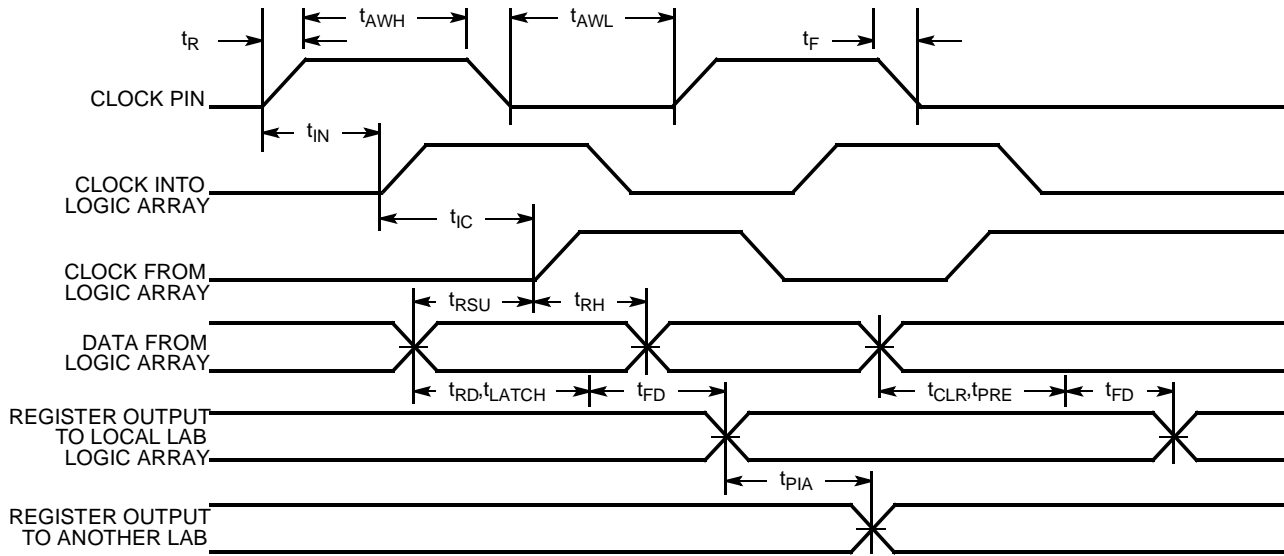 tAWH
tAWL
tR
tF
CLOCK PIN
tIN
CLOCK INTO
LOGIC ARRAY
tIC
CLOCK FROM
LOGIC ARRAY
tRSU
tRH
DATA FROM
LOGIC ARRAY
tRD,tLATCH
tFD
tCLR,tPRE
tFD
REGISTER OUTPUT
TO LOCAL LAB
LOGIC ARRAY
tPIA
REGISTER OUTPUT
TO ANOTHER LAB